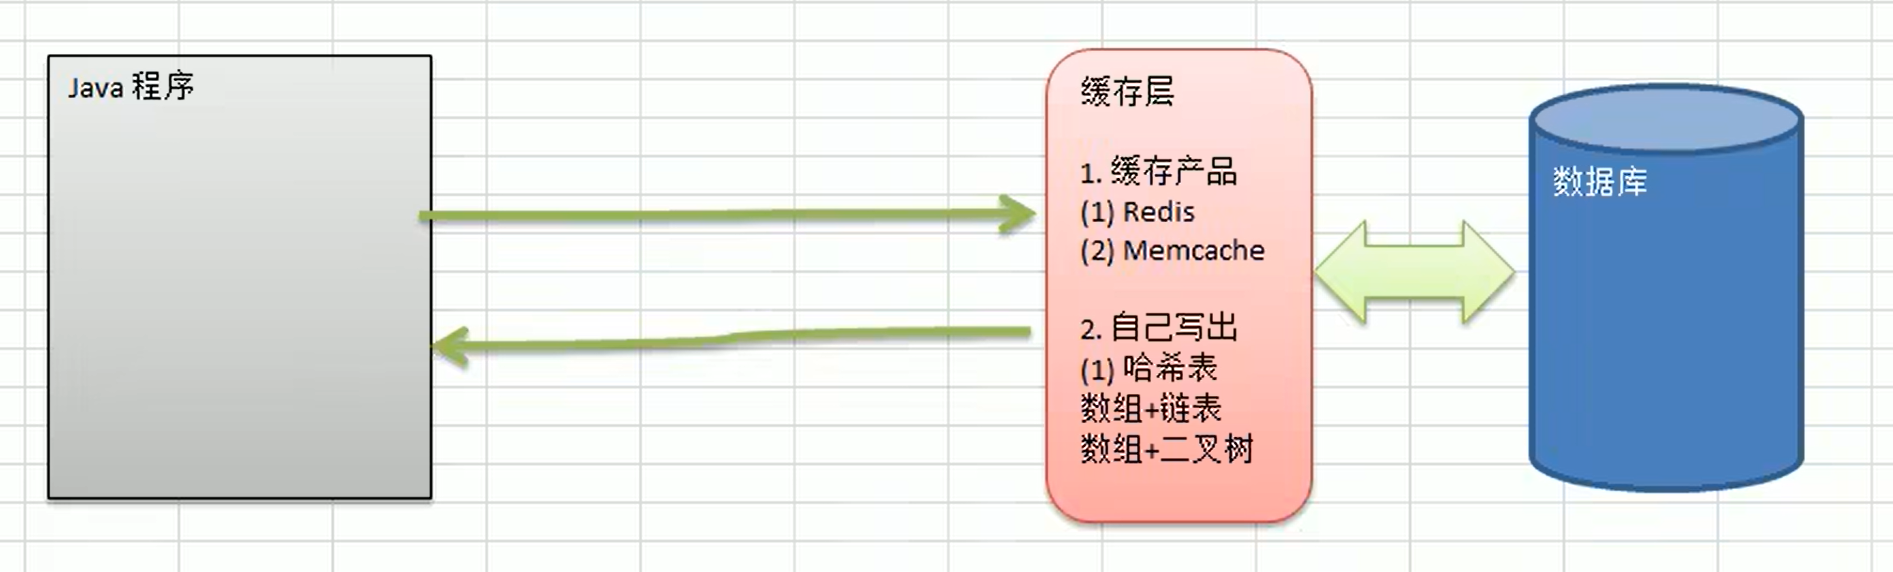 Java 程序
缓存层
1. 缓存产品
(1) Redis
(2) Memcache
2. 自己写出
(1) 哈希表
数组+链表
数组+二叉树
数据库